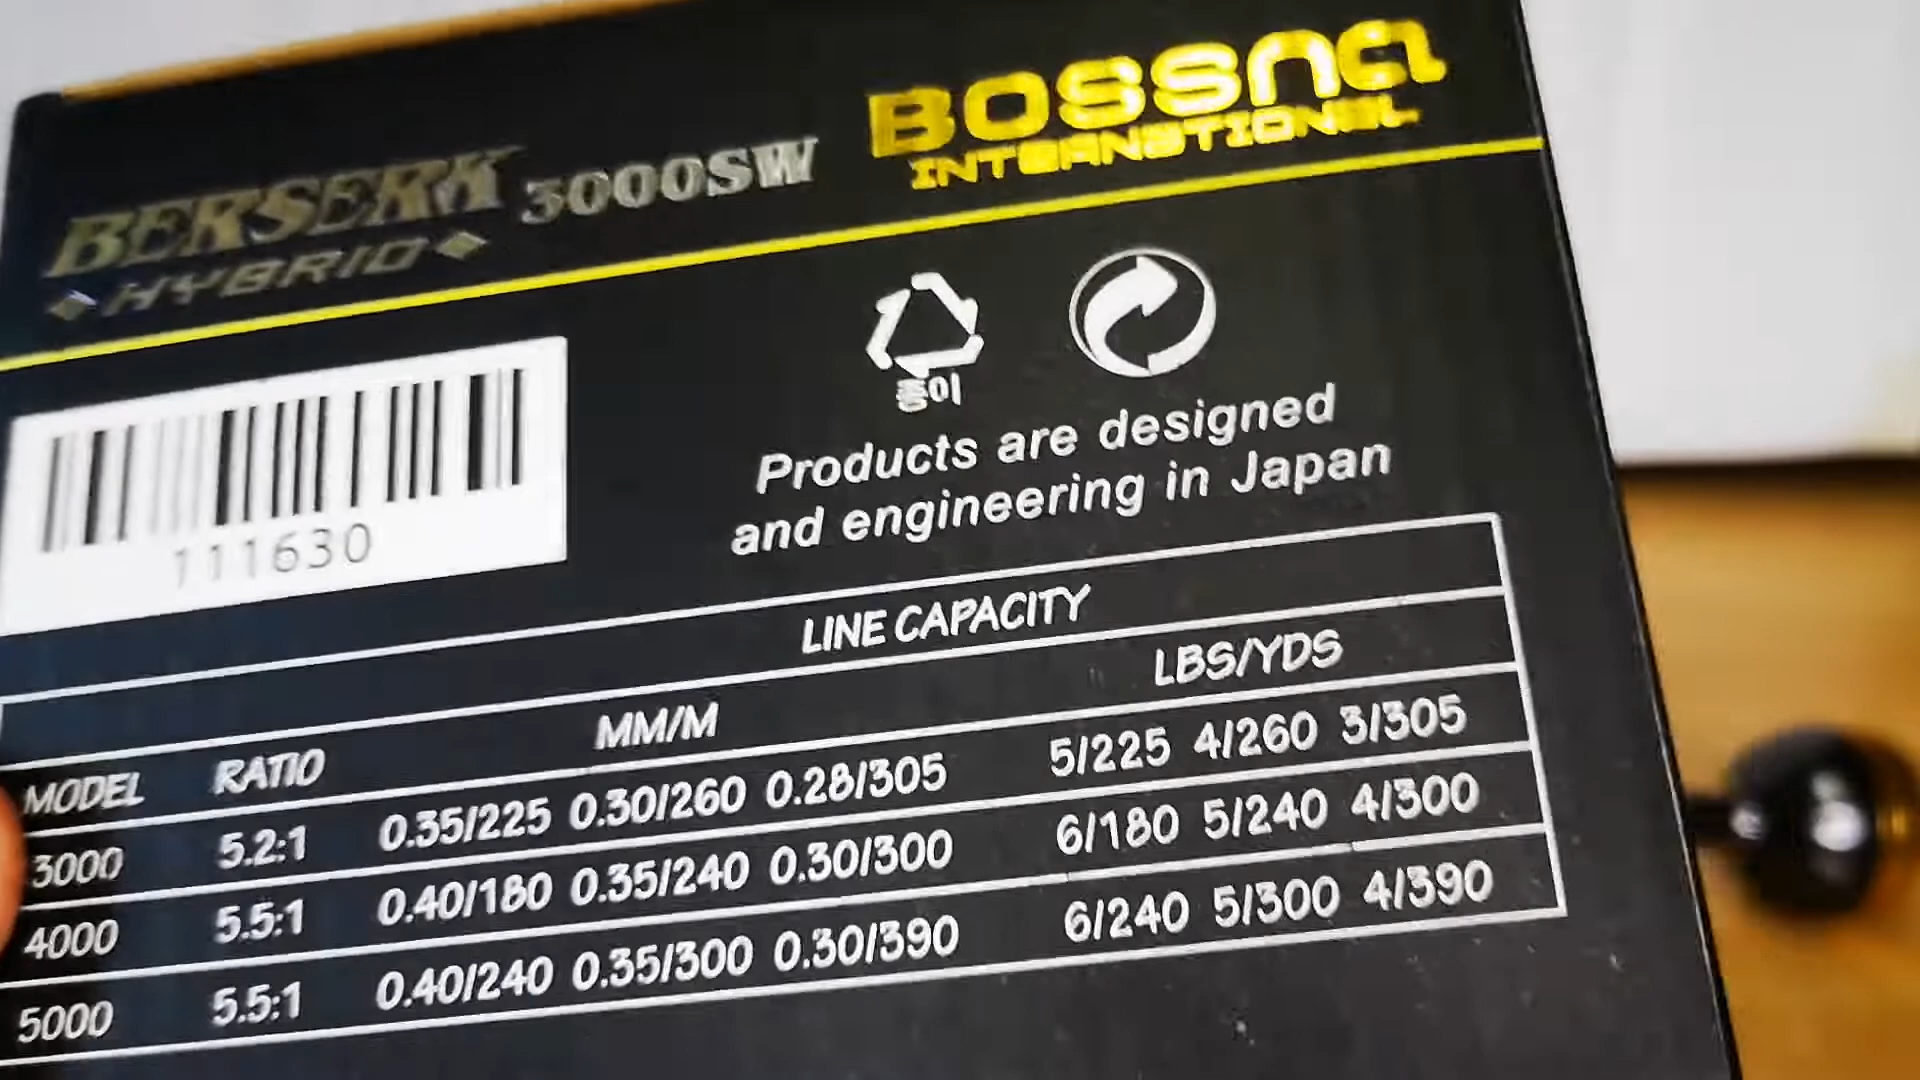 BERSERK 3000SW
HYBRID
BOSSNA
INTERNATIONAL
종이
Products are designed
and engineering in Japan
111630
LINE CAPACITY
MODEL RATIO MM/M LBS/YDS
3000 5.2:1 0.35/225 0.30/260 0.28/305 5/225 4/260 3/305
4000 5.5:1 0.40/180 0.35/240 0.30/300 6/180 5/240 4/300
5000 5.5:1 0.40/240 0.35/300 0.30/390 6/240 5/300 4/390